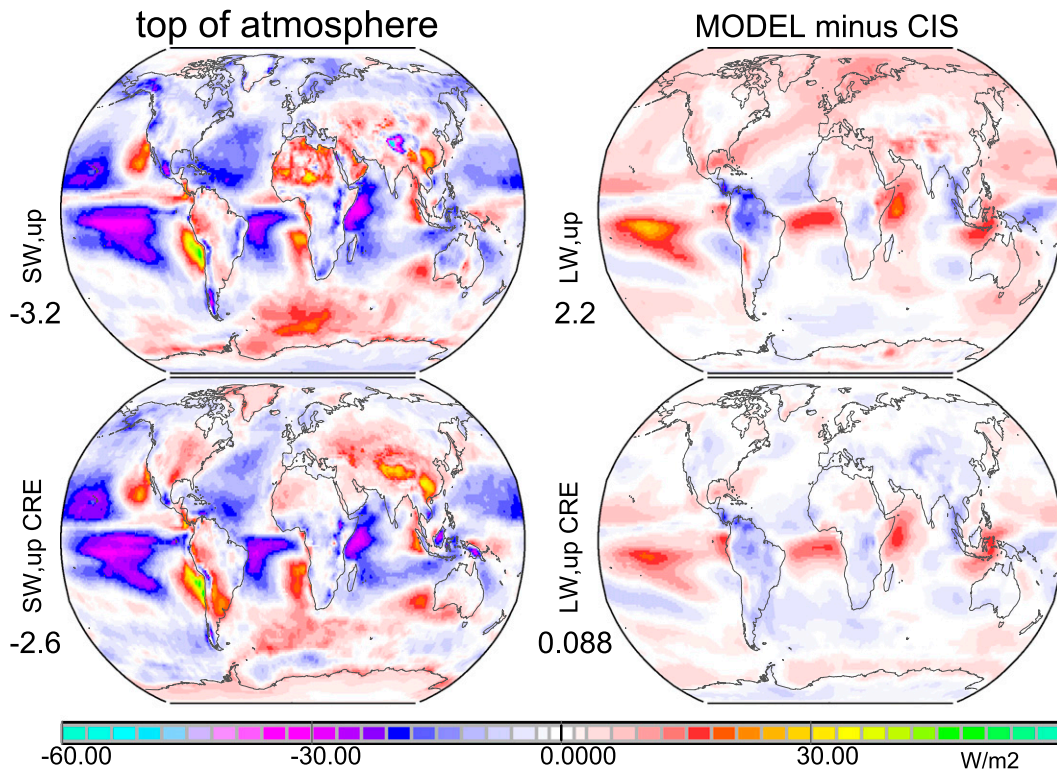 top of atmosphere
MODEL minus CIS
SW,up
-3.2
LW,up
2.2
SW,up CRE
-2.6
LW,up CRE
0.088
-60.00 -30.00 0.0000 30.00 W/m2